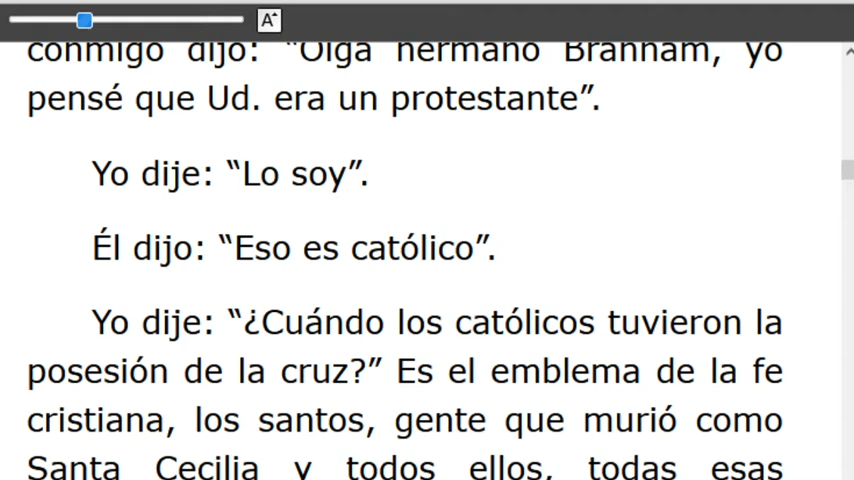 A
conmigo dijo: “Olga hermano Branham, yo
pensé que Ud. era un protestante”.
Yo dije: “Lo soy”.
Él dijo: “Eso es católico”.
Yo dije: “¿Cuándo los católicos tuvieron la
posesión de la cruz?” Es el emblema de la fe
cristiana, los santos, gente que murió como
Santa Cecilia y todos ellos, todas esas